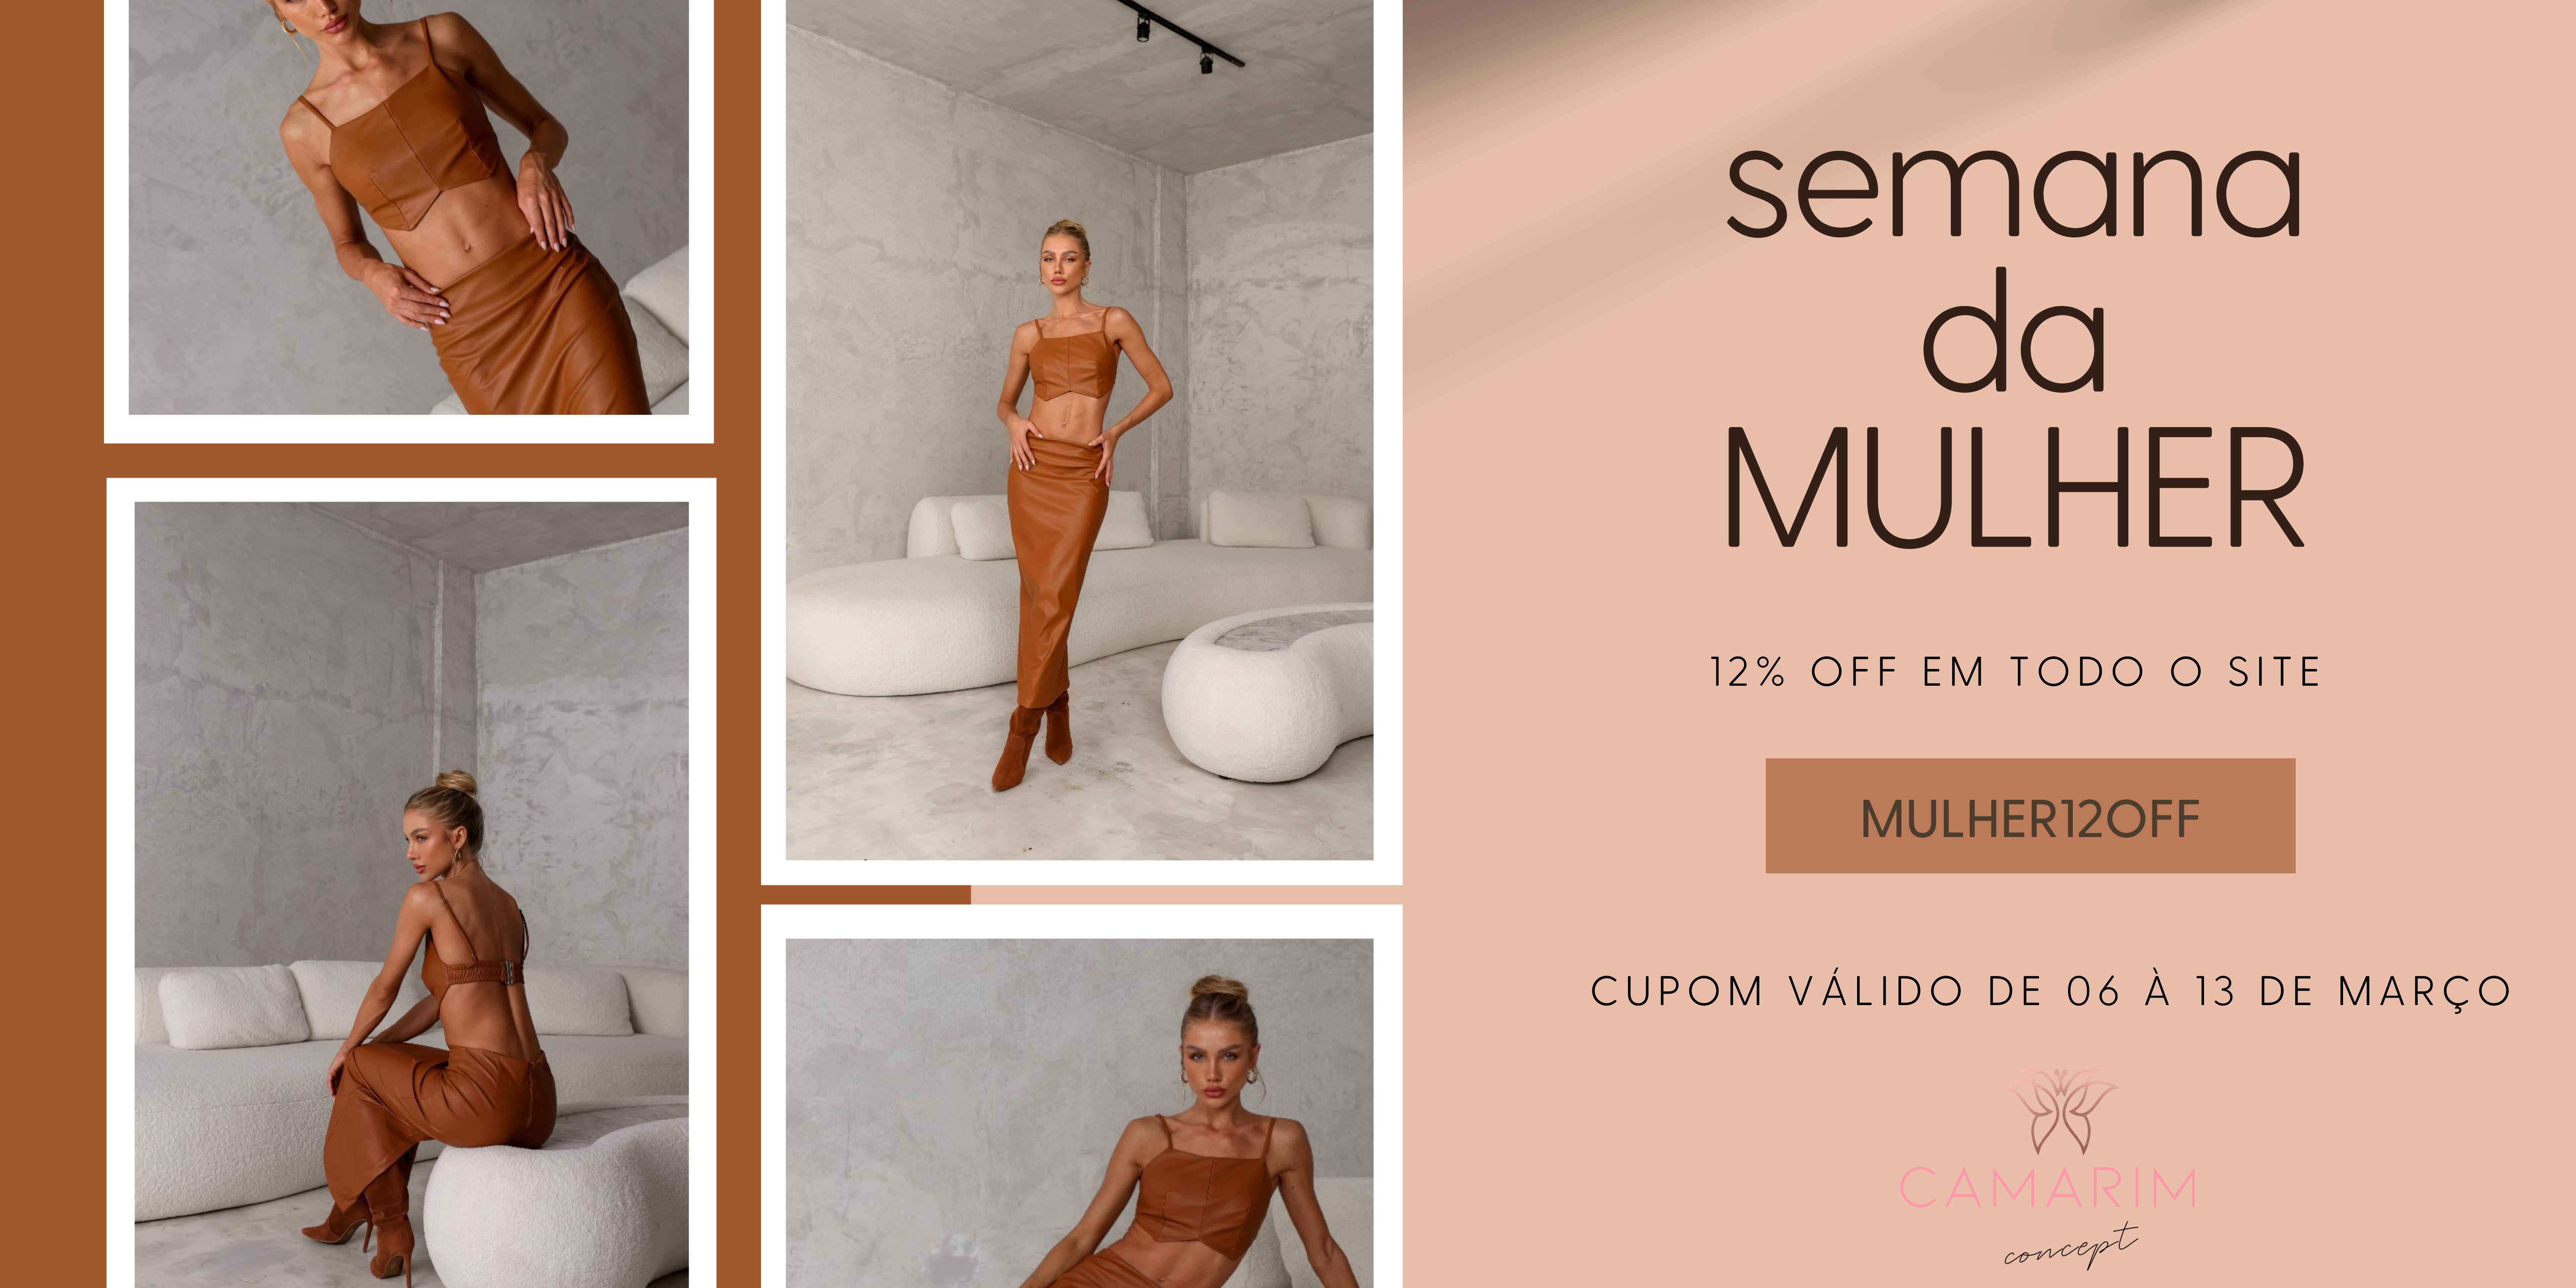 semana
da
MULHER
12% OFF EM TODO O SITE
MULHER12OFF
CUPOM VÁLIDO DE 06 À 13 DE MARÇO
CAMARIM
concept